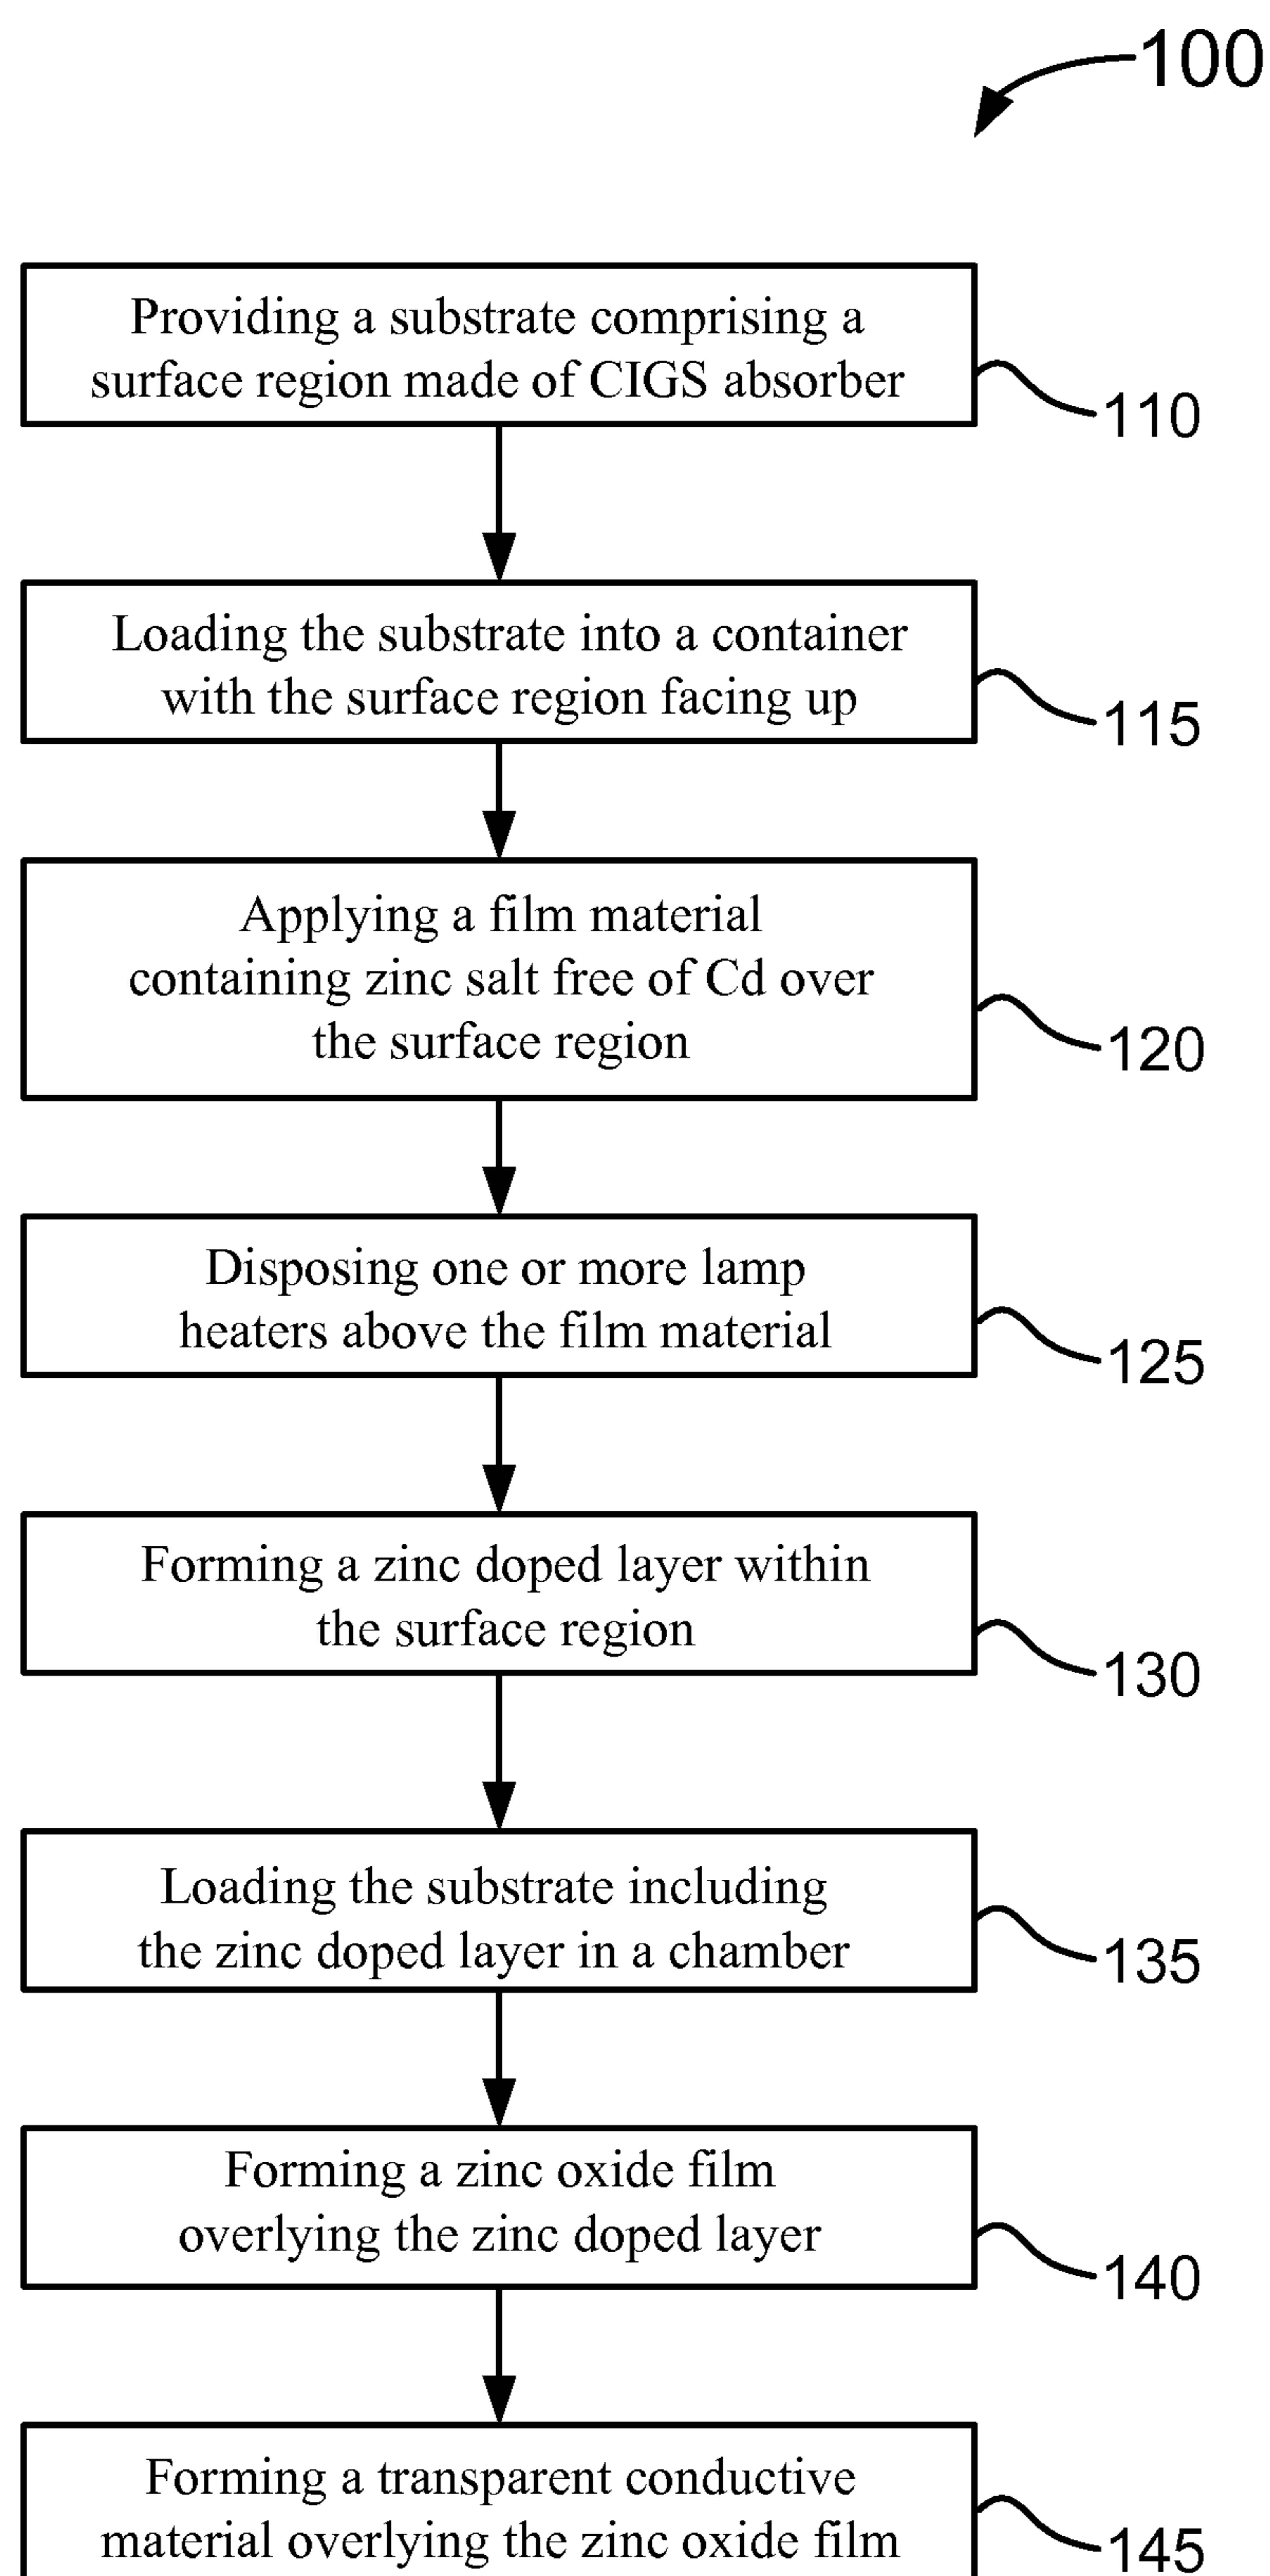 100
Providing a substrate comprising a
surface region made of CIGS absorber
110
Loading the substrate into a container
with the surface region facing up
115
Applying a film material
containing zinc salt free of Cd over
the surface region
120
Disposing one or more lamp
heaters above the film material
125
Forming a zinc doped layer within
the surface region
130
Loading the substrate including
the zinc doped layer in a chamber
135
Forming a zinc oxide film
overlying the zinc doped layer
140
Forming a transparent conductive
material overlying the zinc oxide film
145